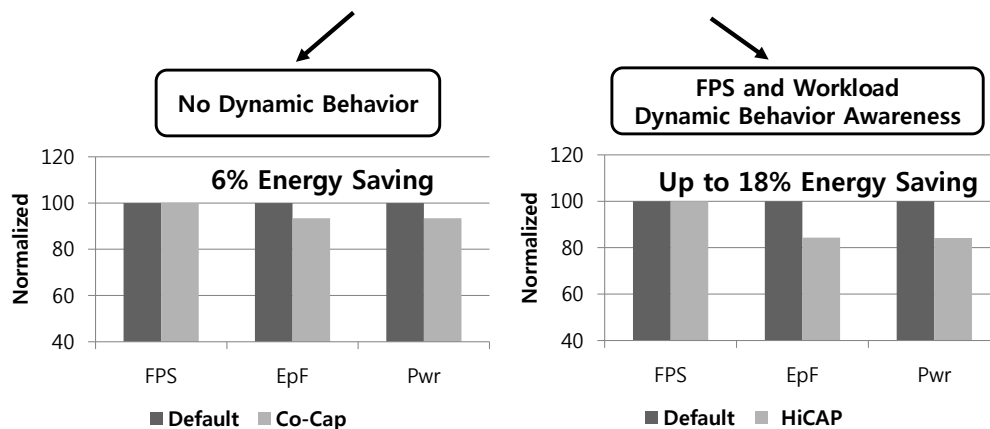 No Dynamic Behavior
120
100
80
60
40
Normalized
6% Energy Saving
FPS EpF Pwr
Default Co-Cap
FPS and Workload
Dynamic Behavior Awareness
120
100
80
60
40
Normalized
Up to 18% Energy Saving
FPS EpF Pwr
Default HiCAP